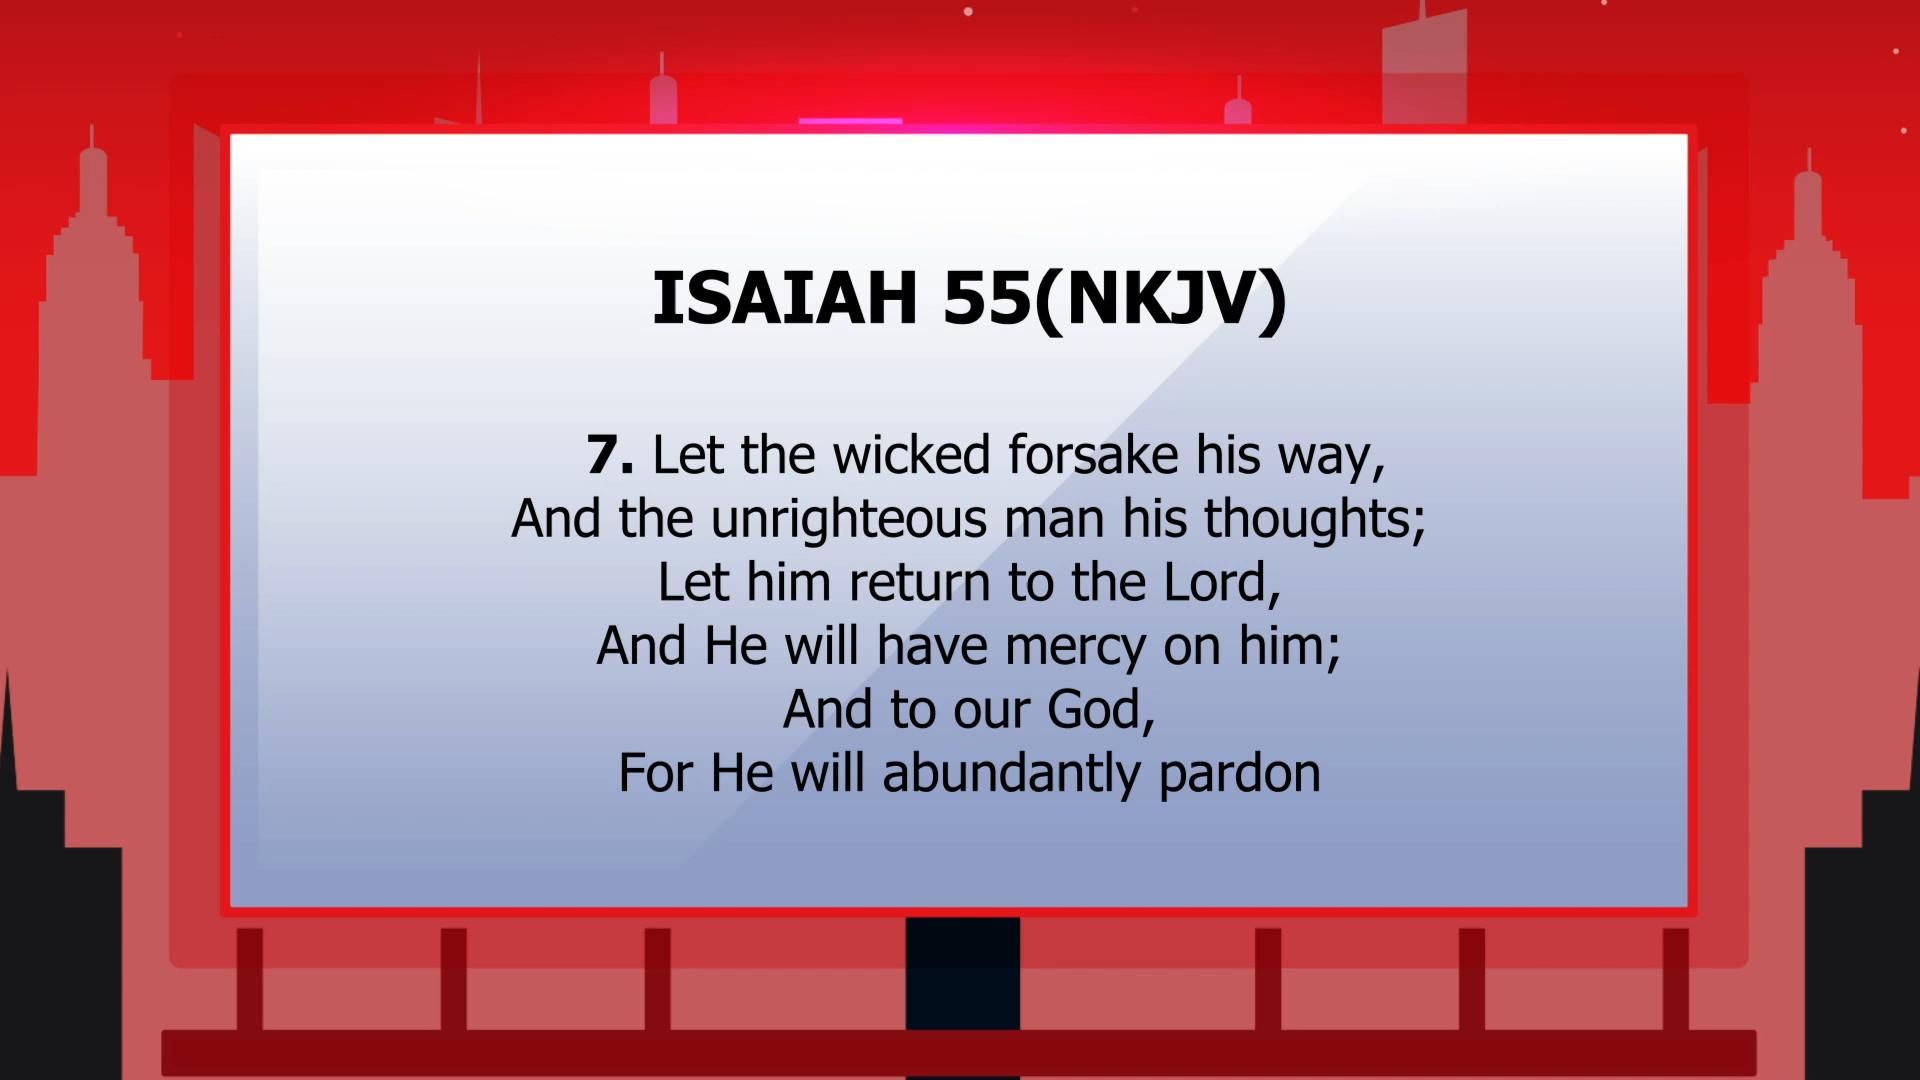 ISAIAH 55(NKJV)
7. Let the wicked forsake his way,
And the unrighteous man his thoughts;
Let him return to the Lord,
And He will have mercy on him;
And to our God,
For He will abundantly pardon